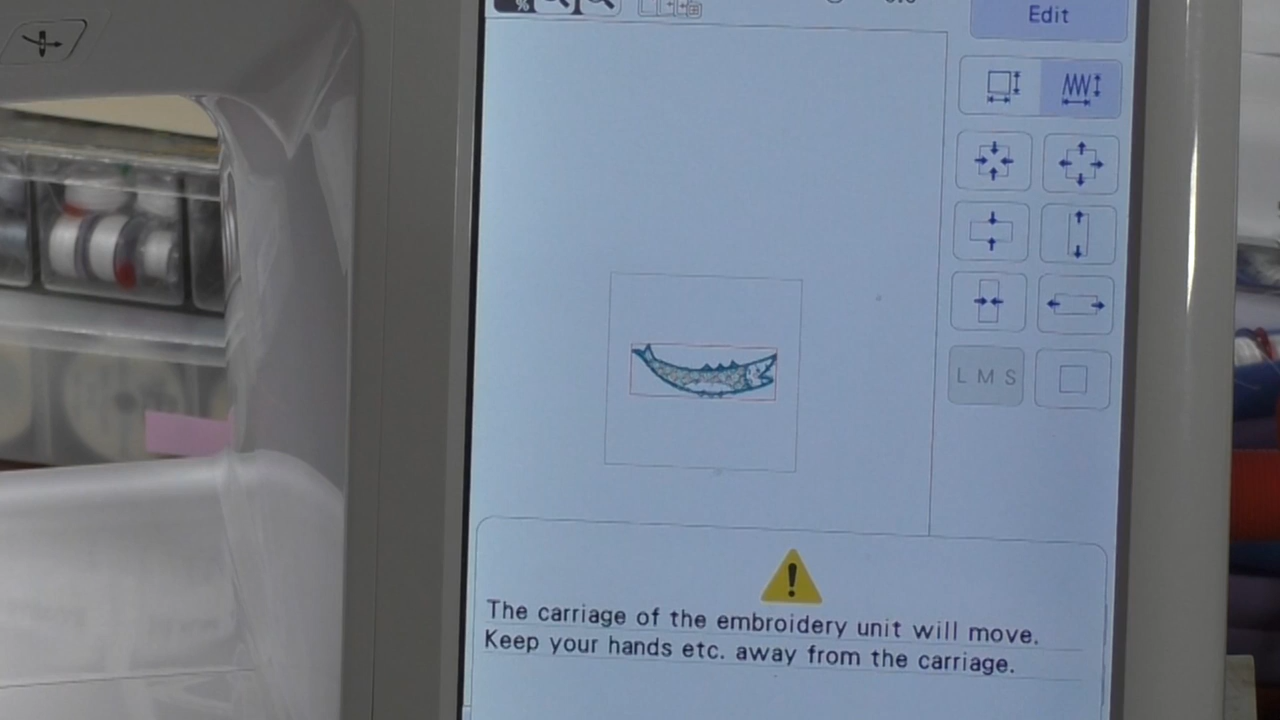 Edit
L M S
The carriage of the embroidery unit will move.
Keep your hands etc. away from the carriage.